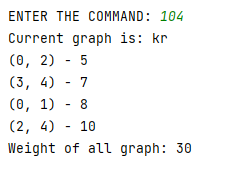 ENTER THE COMMAND: 104
Current graph is: kr
(0, 2) - 5
(3, 4) - 7
(0, 1) - 8
(2, 4) - 10
Weight of all graph: 30